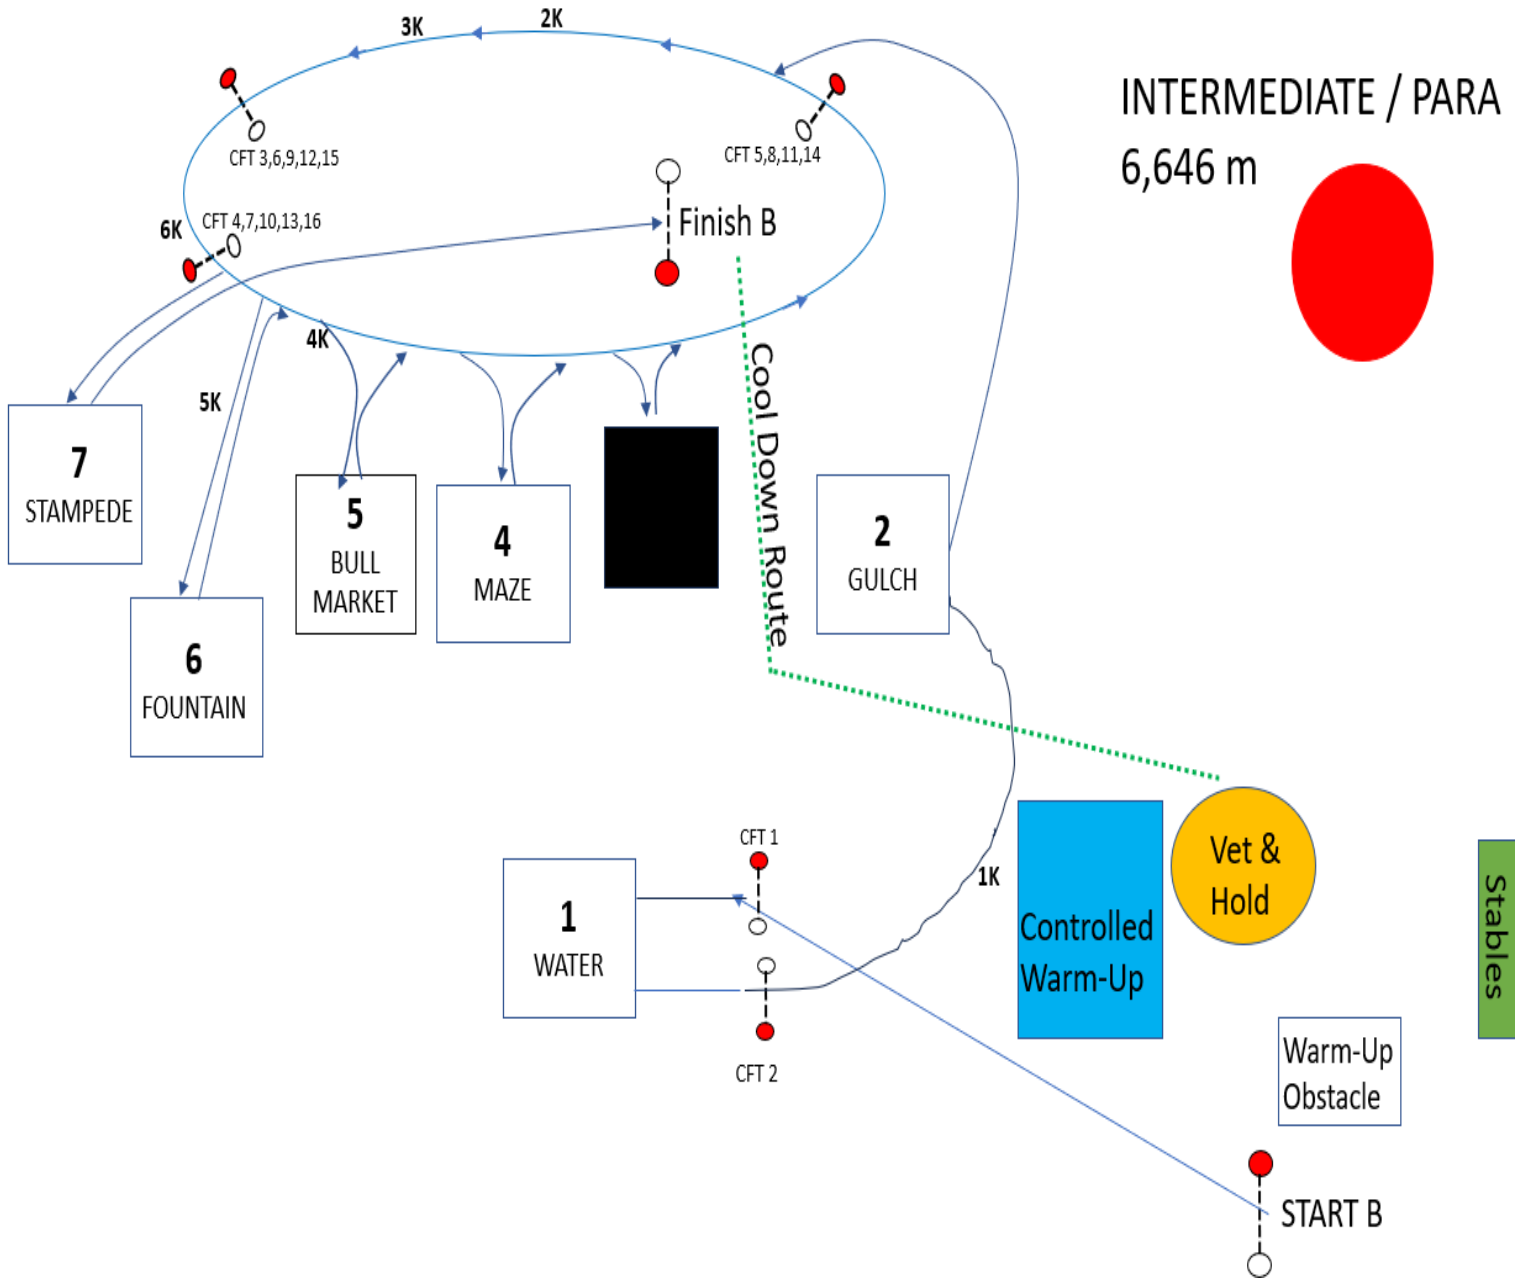 3K
2K
INTERMEDIATE / PARA
6,646 m
CFT 3,6,9,12,15
CFT 5,8,11,14
6K
CFT 4,7,10,13,16
Finish B
4K
5K
Cool Down Route
7
STAMPEDE
5
BULL
MARKET
4
MAZE
2
GULCH
6
FOUNTAIN
CFT 1
1K
1
WATER
CFT 2
Controlled
Warm-Up
Vet &
Hold
Stables
Warm-Up
Obstacle
START B